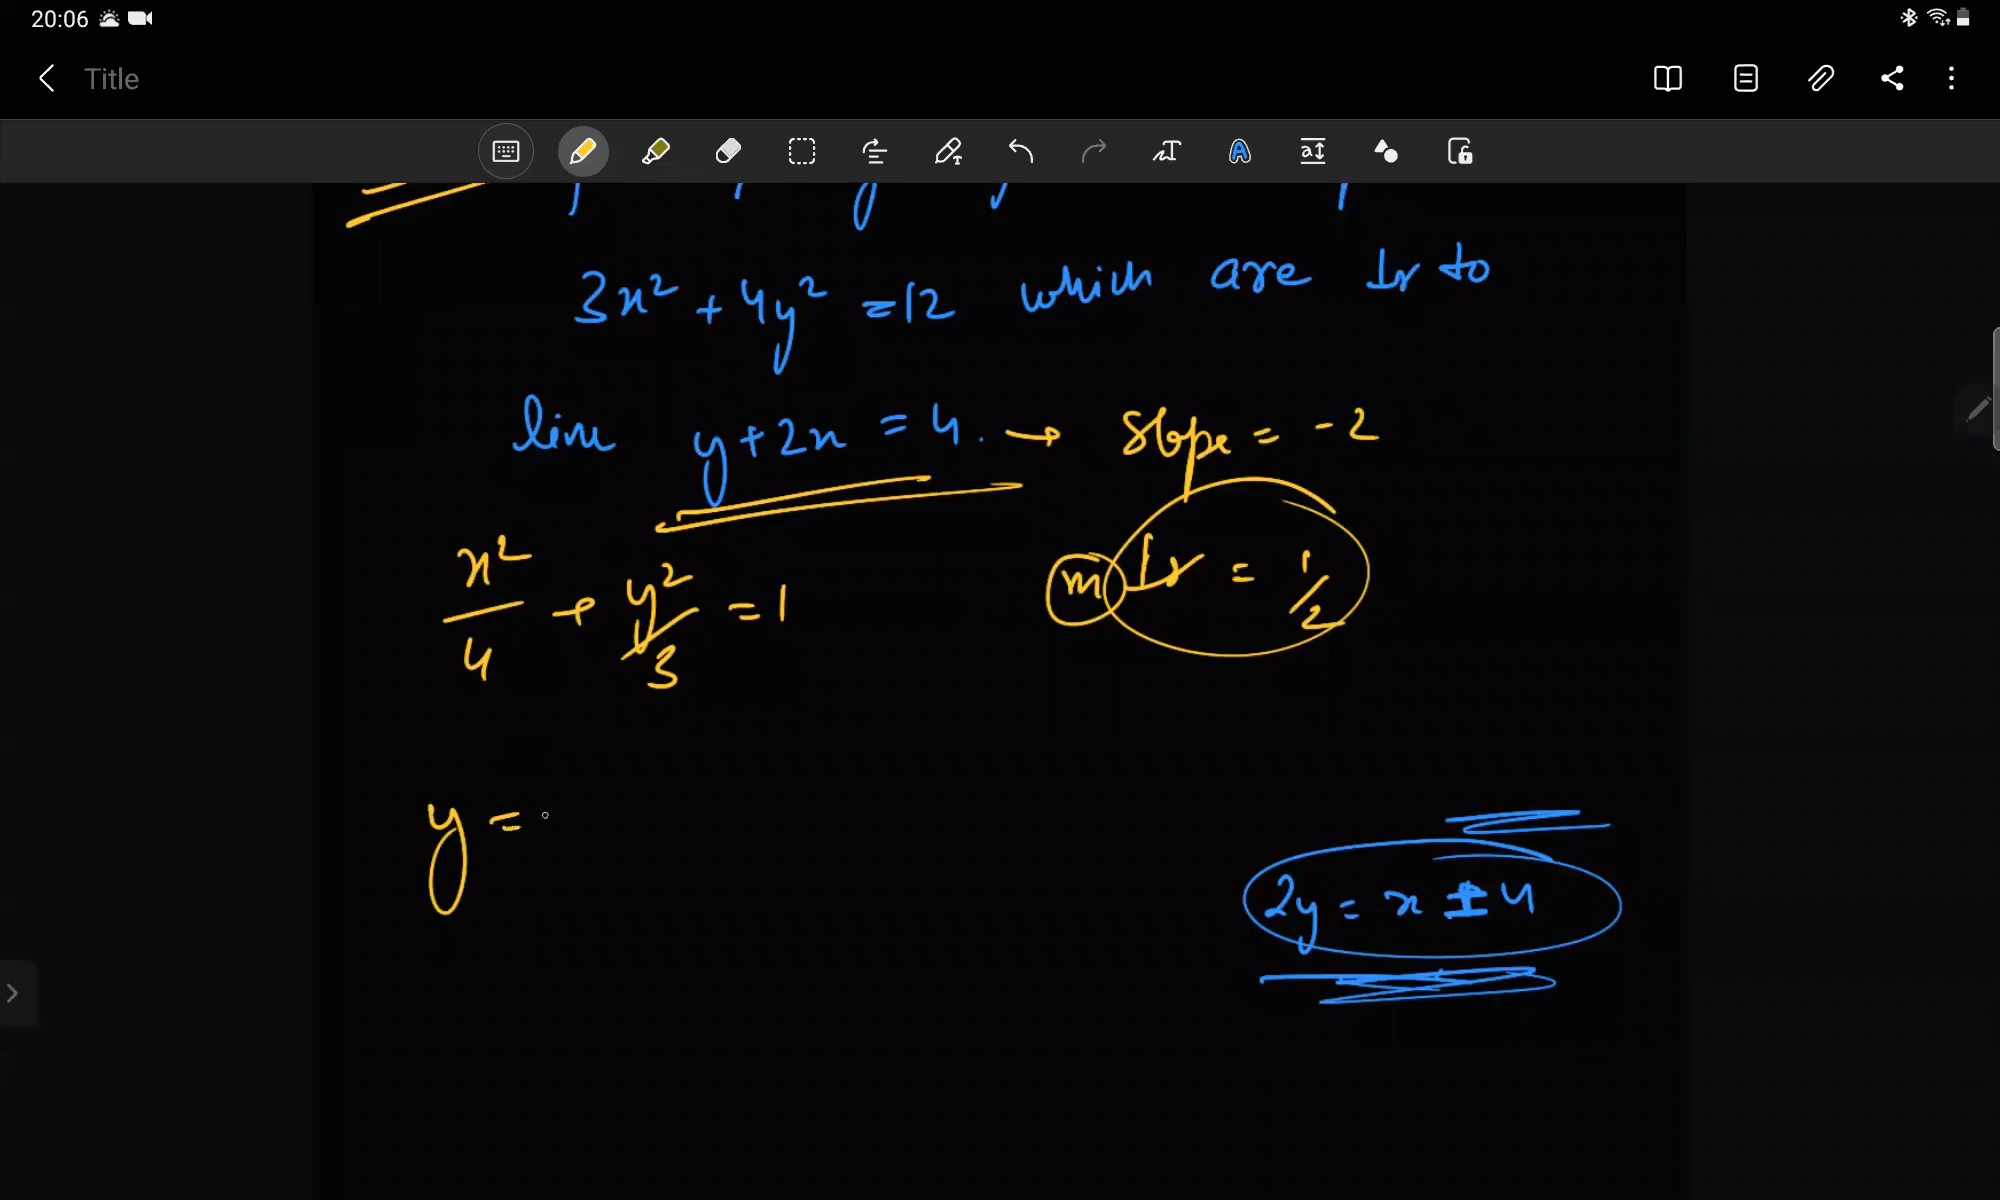 20:06
Title
3x² + 4y² = 12 which are ⊥r to
line y + 2x = 4. → Slope = -2
x²/4 + y²/3 = 1
m ⊥r = 1/2
y =
2y = x ± 4